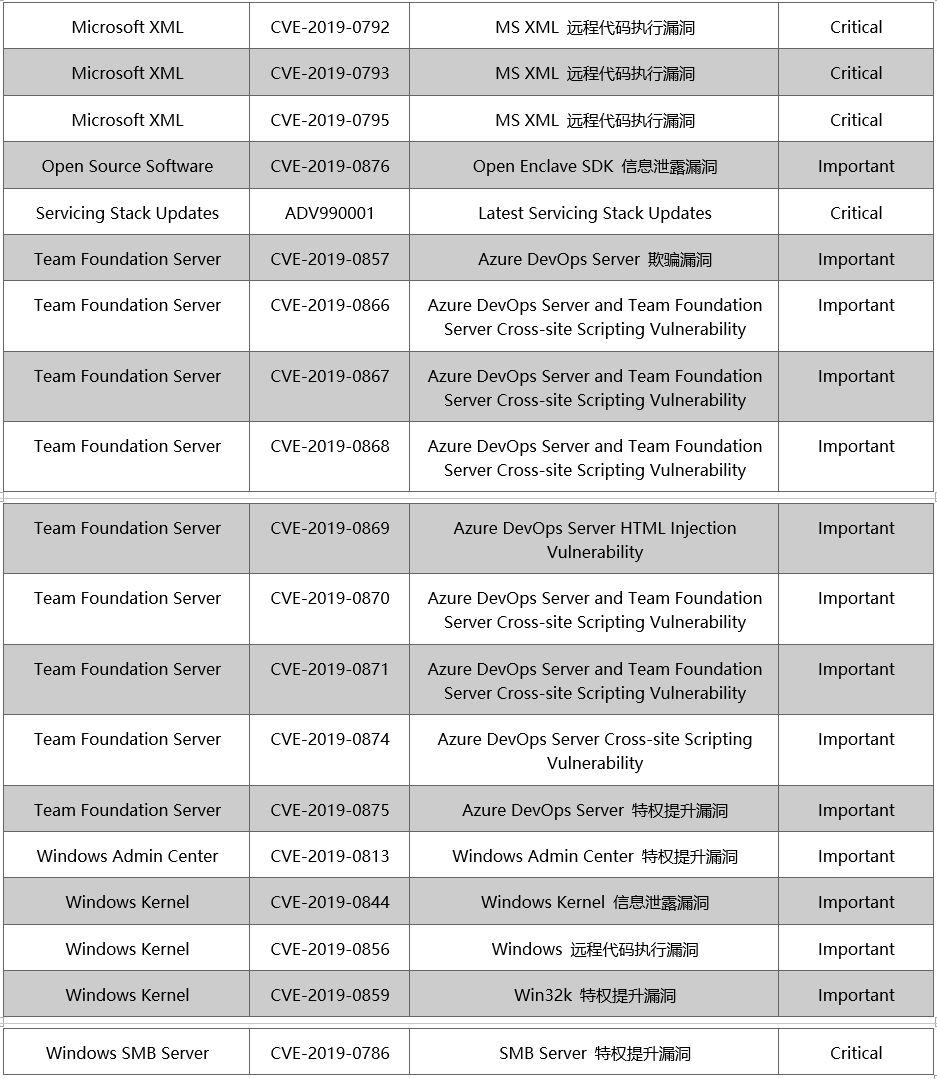 Microsoft XML CVE-2019-0792 MS XML 远程代码执行漏洞 Critical
Microsoft XML CVE-2019-0793 MS XML 远程代码执行漏洞 Critical
Microsoft XML CVE-2019-0795 MS XML 远程代码执行漏洞 Critical
Open Source Software CVE-2019-0876 Open Enclave SDK 信息泄露漏洞 Important
Servicing Stack Updates ADV990001 Latest Servicing Stack Updates Critical
Team Foundation Server CVE-2019-0857 Azure DevOps Server 欺骗漏洞 Important
Team Foundation Server CVE-2019-0866 Azure DevOps Server and Team Foundation Important
Server Cross-site Scripting Vulnerability
Team Foundation Server CVE-2019-0867 Azure DevOps Server and Team Foundation Important
Server Cross-site Scripting Vulnerability
Team Foundation Server CVE-2019-0868 Azure DevOps Server and Team Foundation Important
Server Cross-site Scripting Vulnerability
Team Foundation Server CVE-2019-0869 Azure DevOps Server HTML Injection Important
Vulnerability
Team Foundation Server CVE-2019-0870 Azure DevOps Server and Team Foundation Important
Server Cross-site Scripting Vulnerability
Team Foundation Server CVE-2019-0871 Azure DevOps Server and Team Foundation Important
Server Cross-site Scripting Vulnerability
Team Foundation Server CVE-2019-0874 Azure DevOps Server Cross-site Scripting Important
Vulnerability
Team Foundation Server CVE-2019-0875 Azure DevOps Server 特权提升漏洞 Important
Windows Admin Center CVE-2019-0813 Windows Admin Center 特权提升漏洞 Important
Windows Kernel CVE-2019-0844 Windows Kernel 信息泄露漏洞 Important
Windows Kernel CVE-2019-0856 Windows 远程代码执行漏洞 Important
Windows Kernel CVE-2019-0859 Win32k 特权提升漏洞 Important
Windows SMB Server CVE-2019-0786 SMB Server 特权提升漏洞 Critical